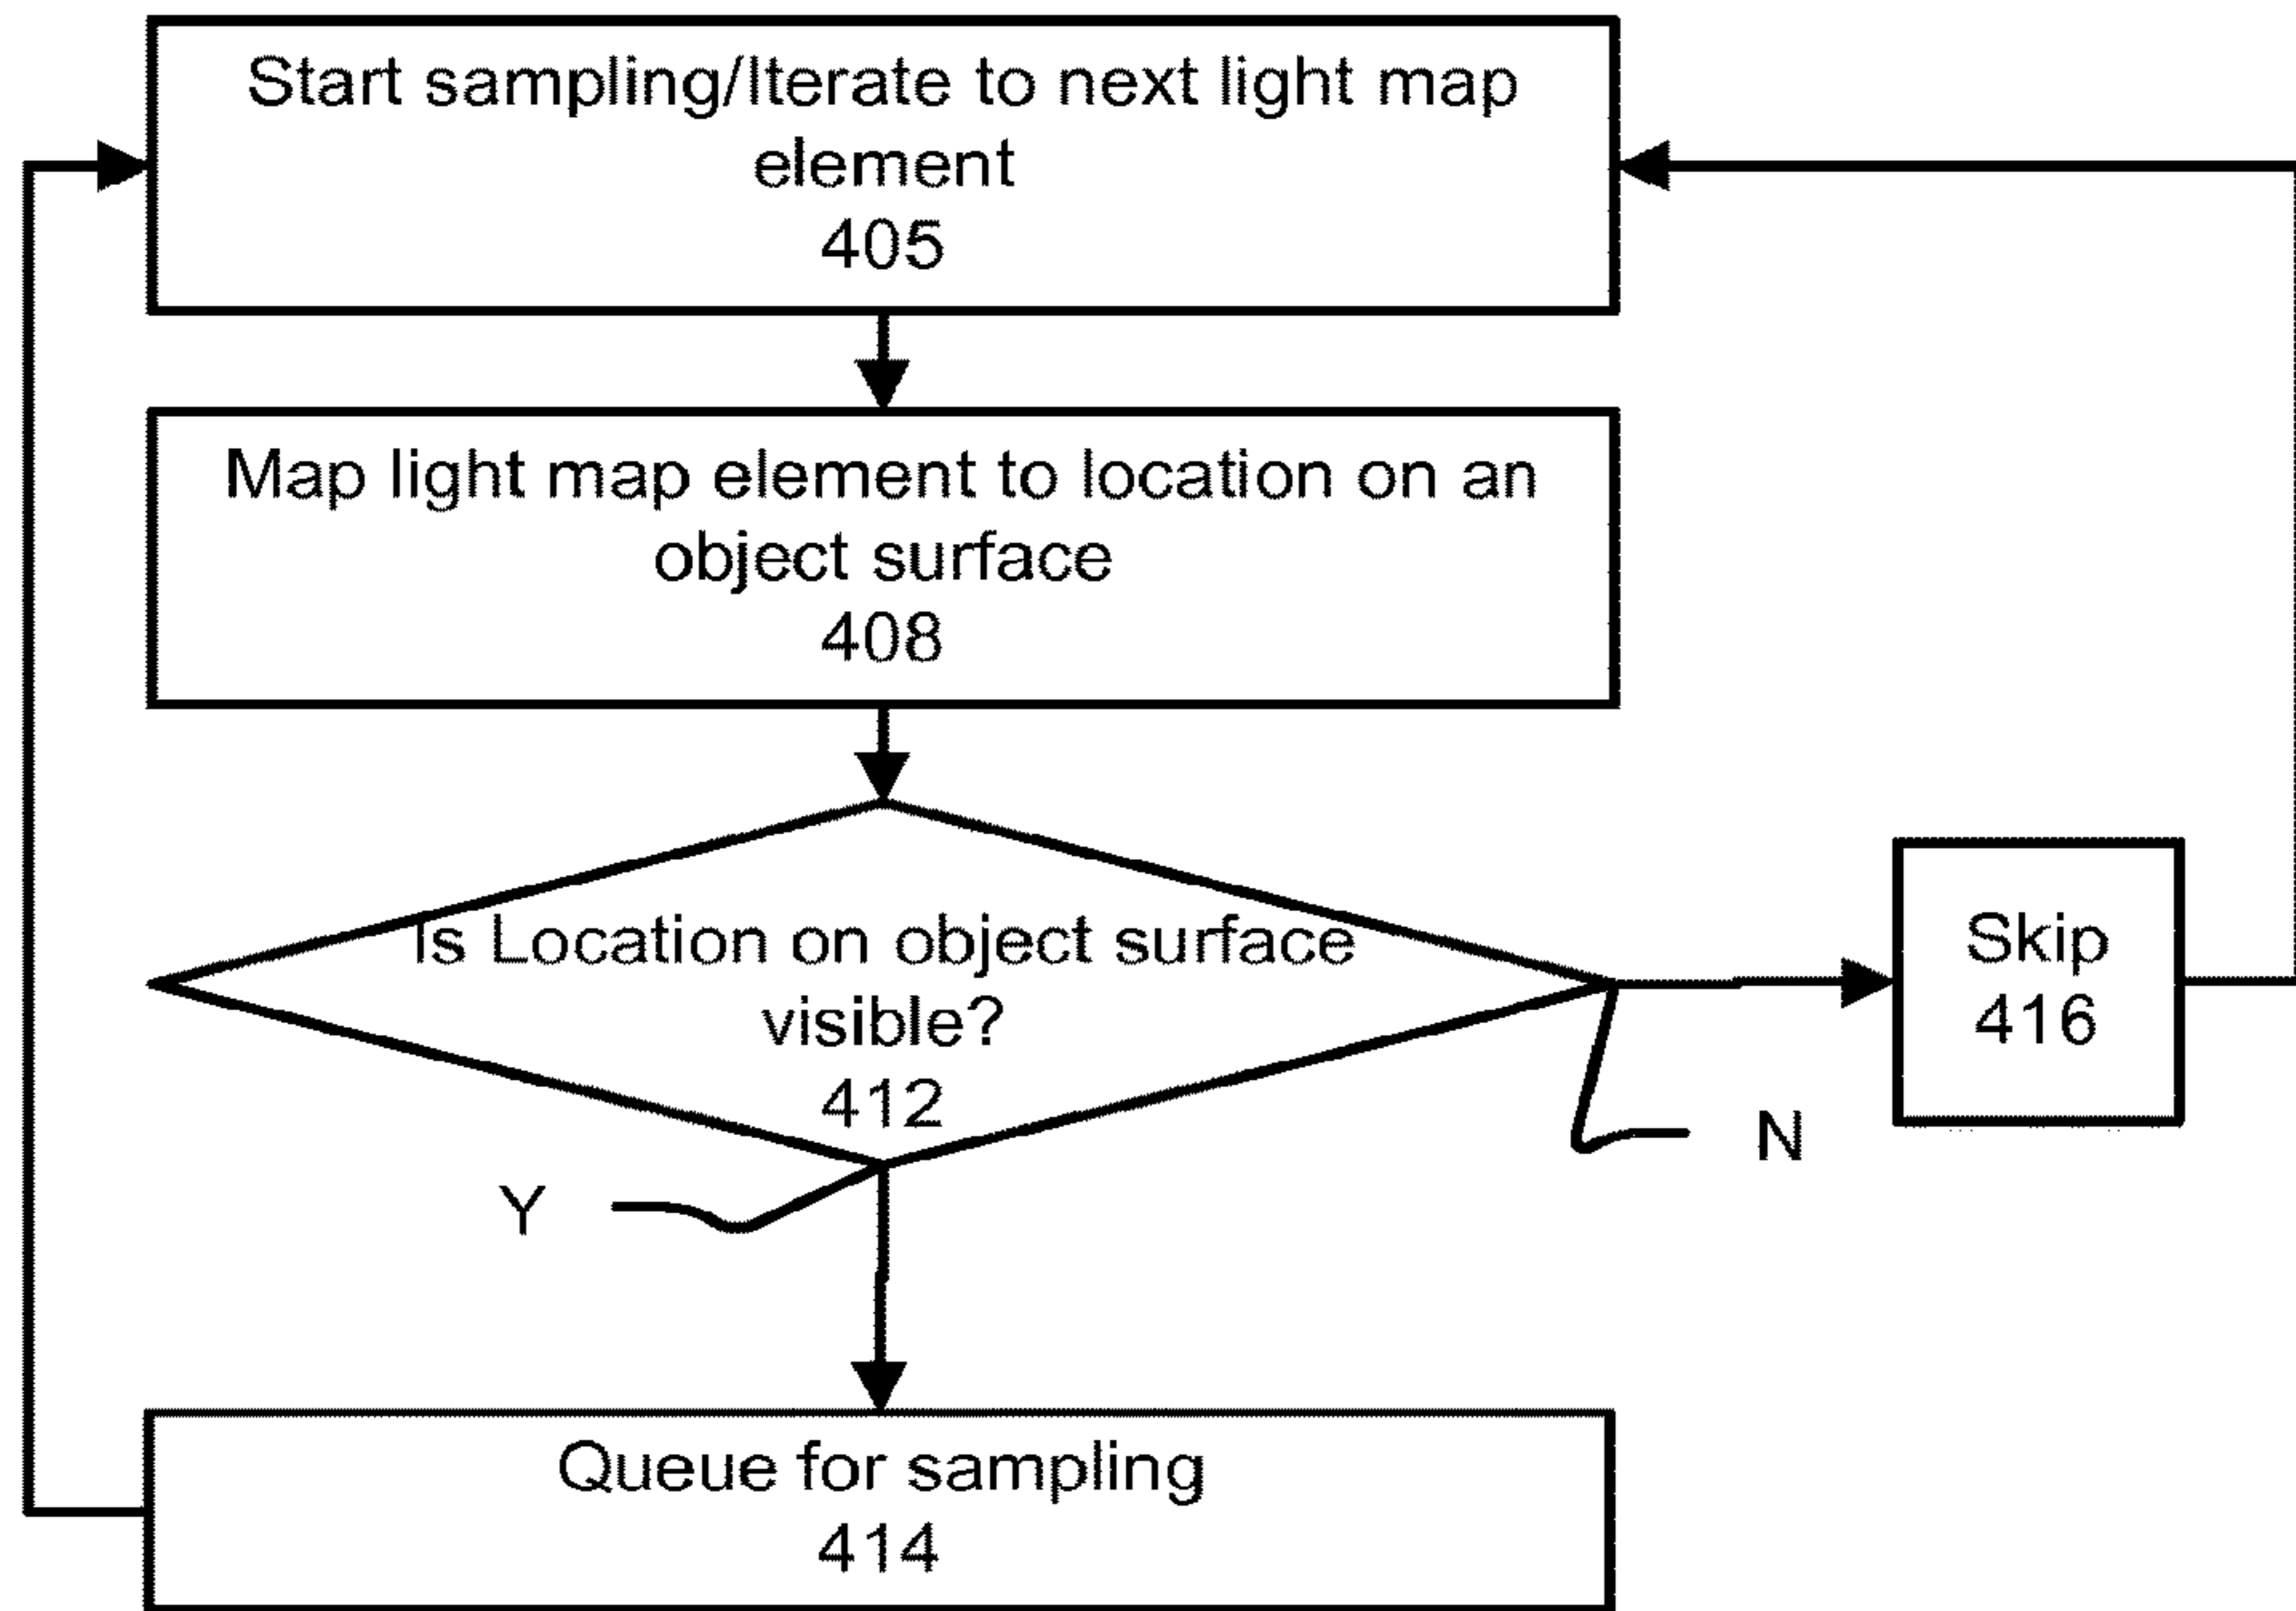 Start sampling/Iterate to next light map
element
405
Map light map element to location on an
object surface
408
Is Location on object surface
visible?
412
Skip
416
N
Y
Queue for sampling
414